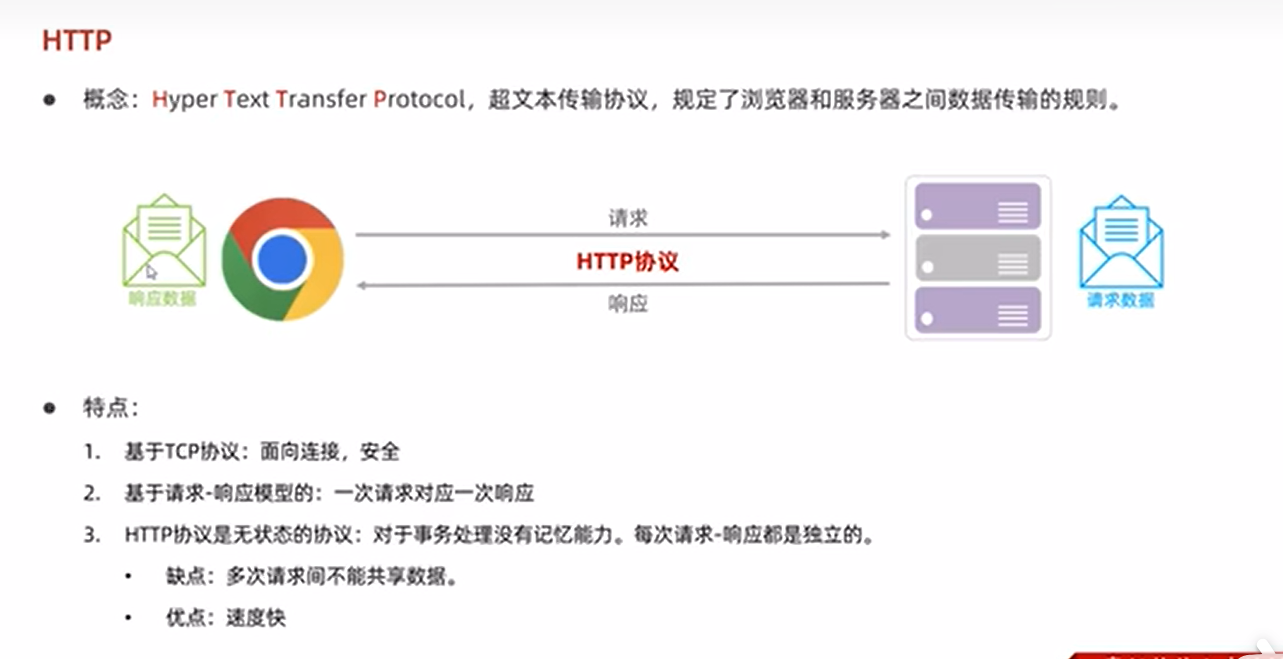 HTTP
● 概念：Hyper Text Transfer Protocol，超文本传输协议，规定了浏览器和服务器之间数据传输的规则。
请求
HTTP协议
响应
响应数据
请求数据
● 特点：
1. 基于TCP协议：面向连接，安全
2. 基于请求-响应模型的：一次请求对应一次响应
3. HTTP协议是无状态的协议：对于事务处理没有记忆能力。每次请求-响应都是独立的。
• 缺点：多次请求间不能共享数据。
• 优点：速度快